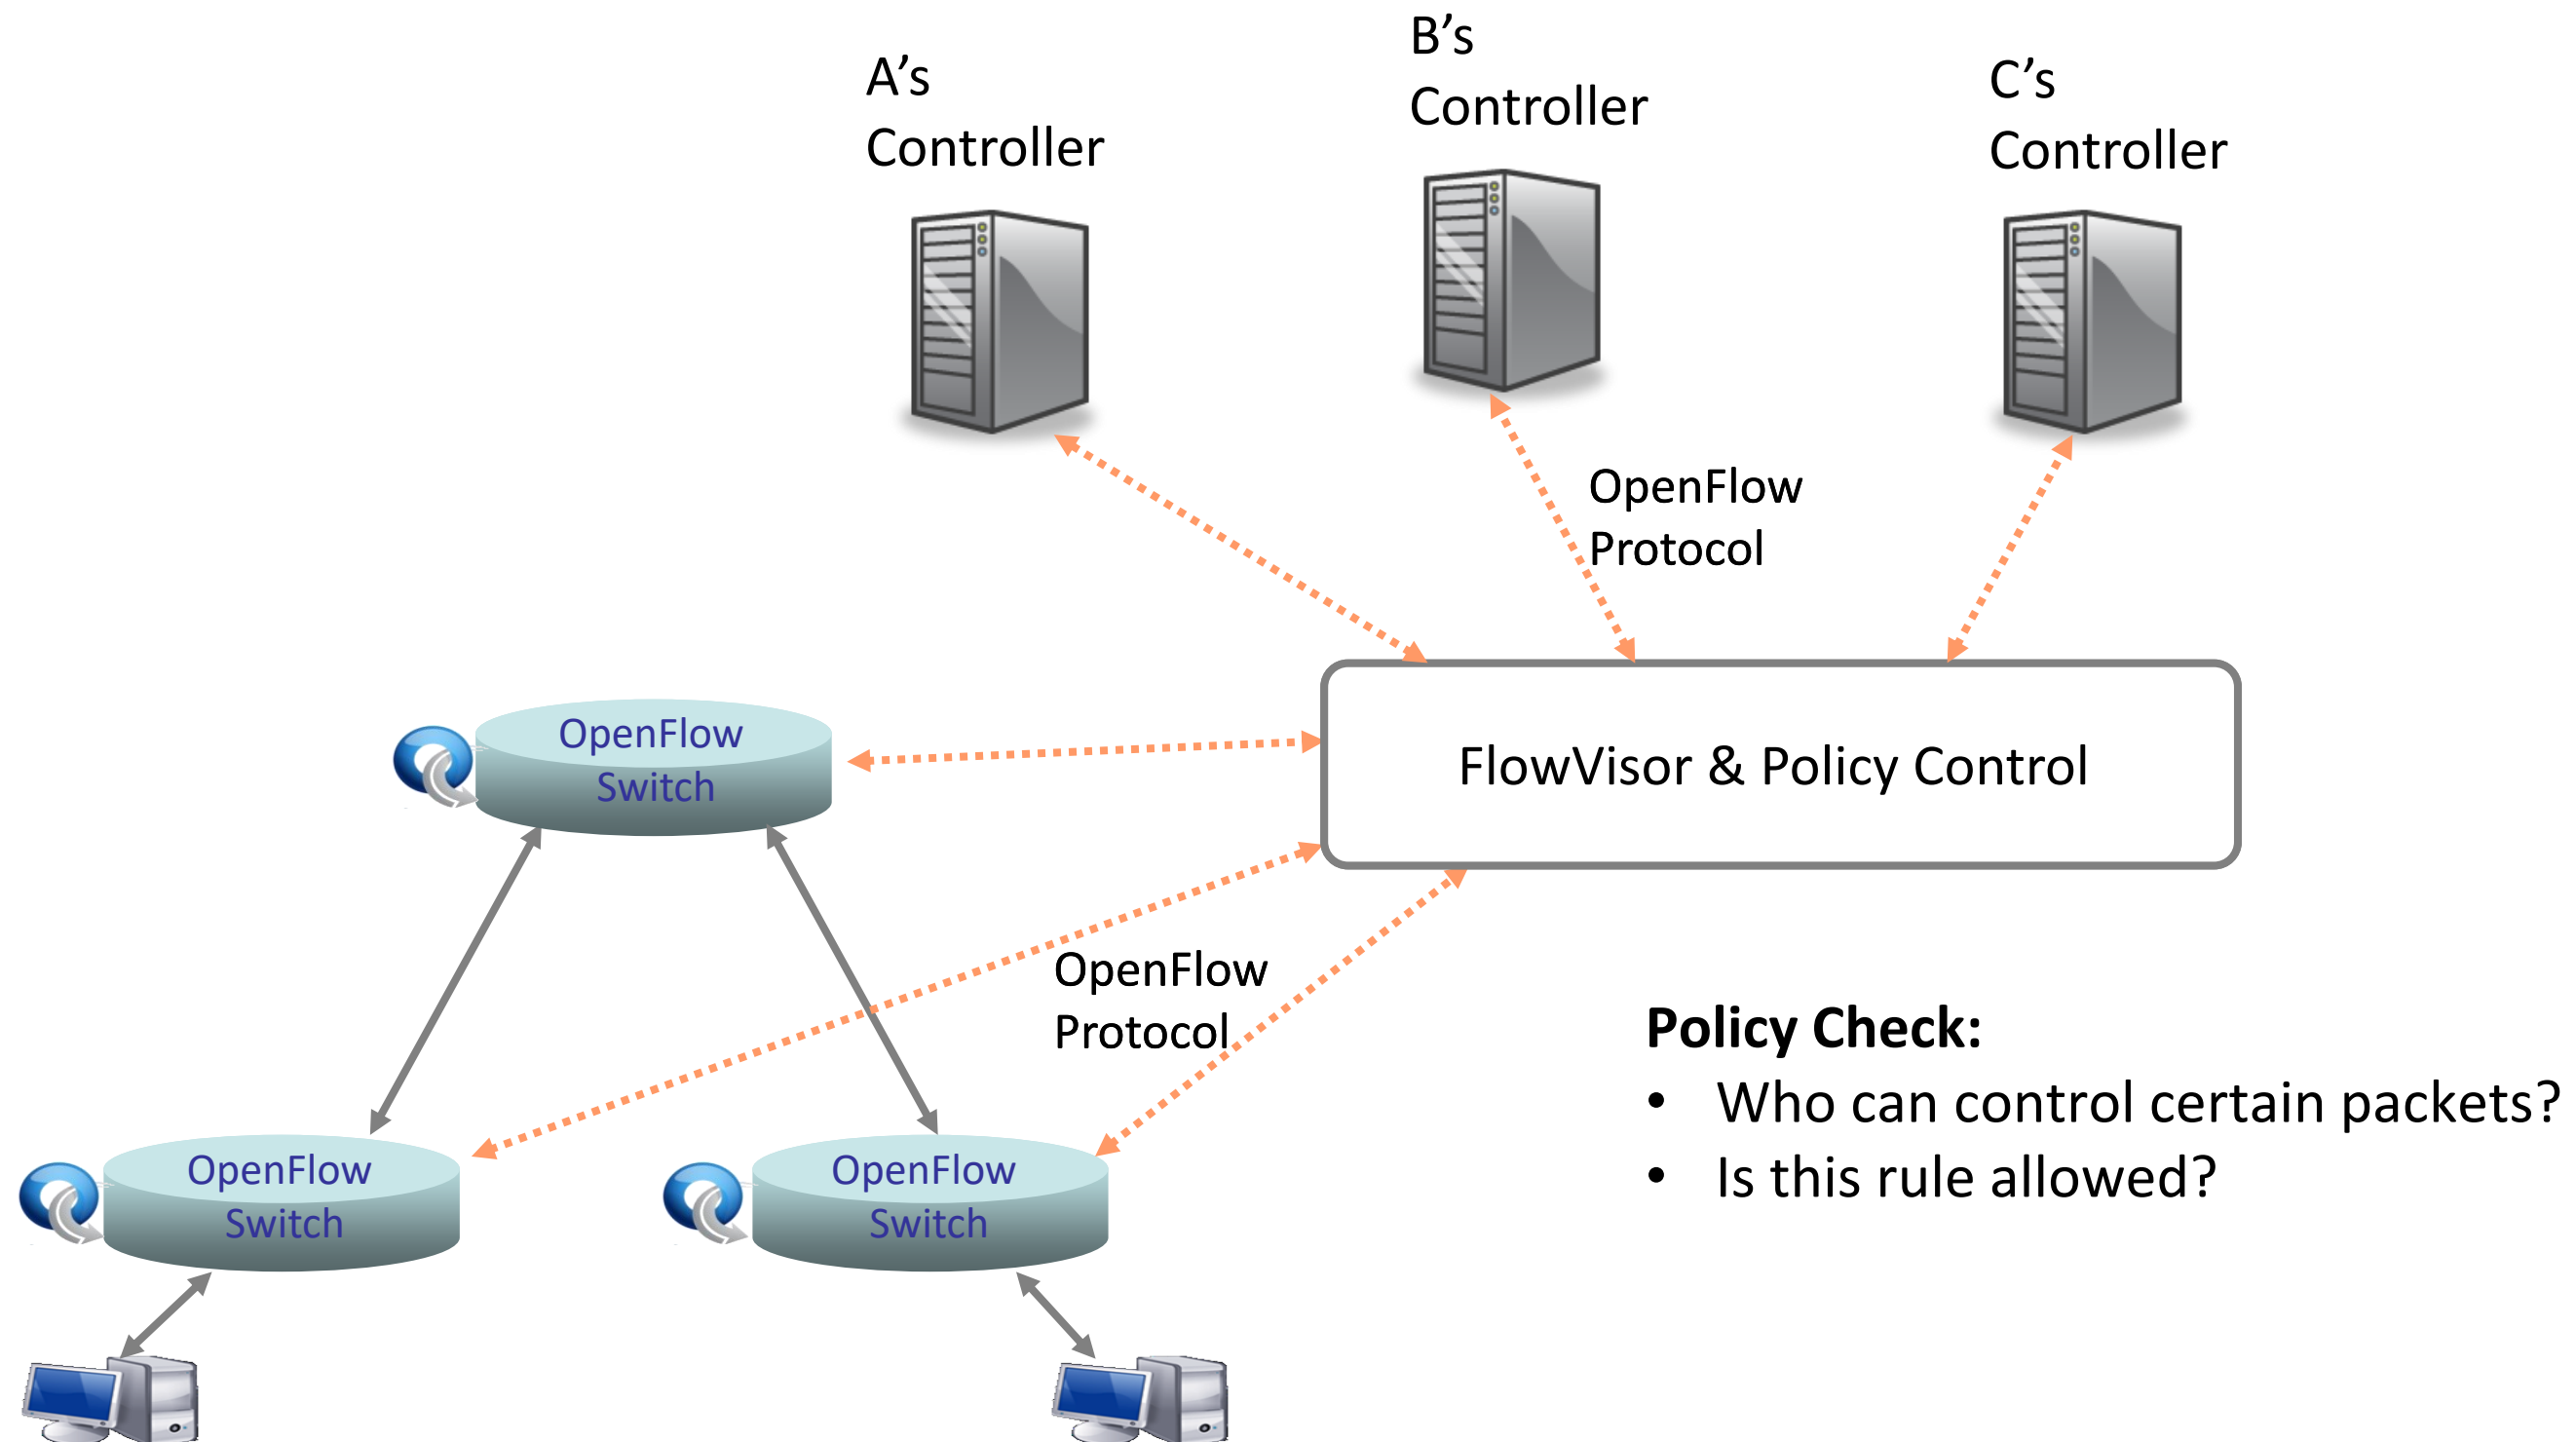 A’s
Controller
B’s
Controller
C’s
Controller
OpenFlow
Protocol
OpenFlow
Switch
FlowVisor & Policy Control
OpenFlow
Protocol
Policy Check:
• Who can control certain packets?
• Is this rule allowed?
OpenFlow
Switch
OpenFlow
Switch